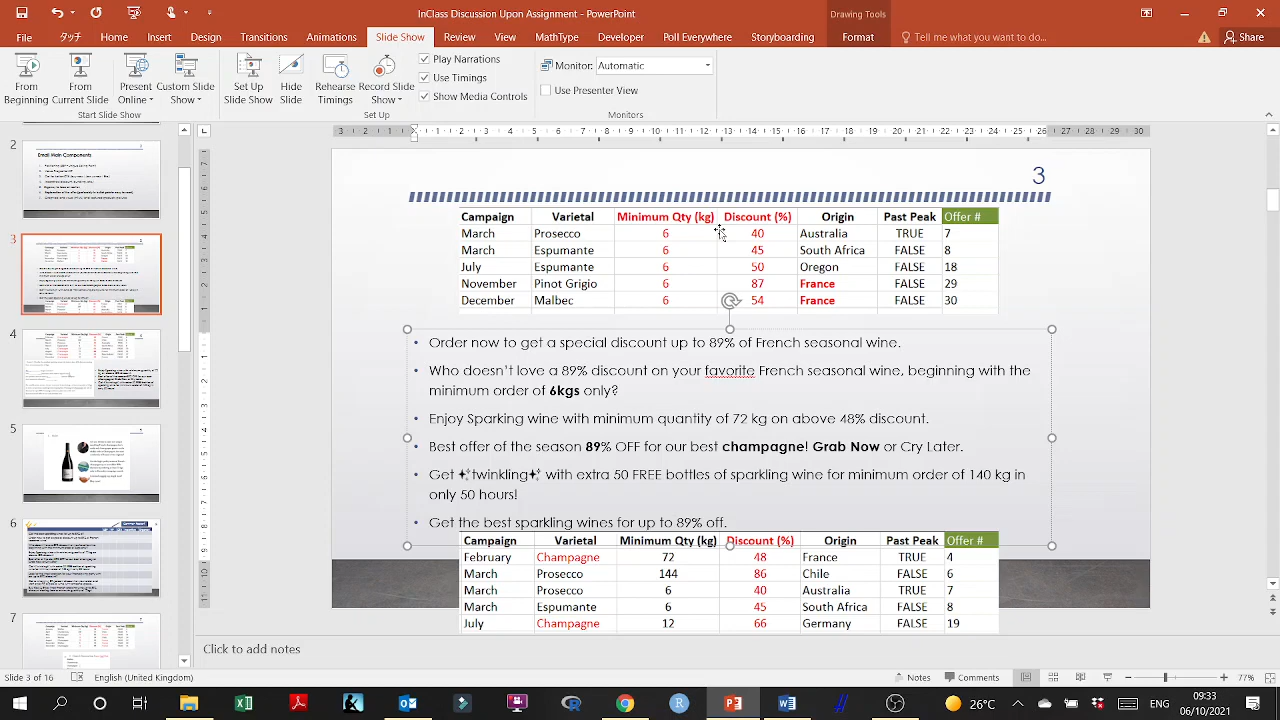 InClass Discussion Upon Assignment - PowerPoint
Drawing Tools
File Home Insert Design Transitions Animations Slide Show Review View MathType Developer Poll Everywhere Storyboarding Format Tell me what you want to do... Share
From Beginning
From Current Slide
Present Online
Custom Slide Show
Set Up Slide Show
Hide Slide
Rehearse Timings
Record Slide Show
Play Narrations
Use Timings
Show Media Controls
Monitor: Automatic
Use Presenter View
Start Slide Show Set Up Monitors
2
Email Main Components
3
4
5
6
7
3
Campaign Varietal Minimum Qty (kg) Discount (%) Origin Past Peak Offer #
March Prosecco 6 40 Australia TRUE 7
March Espumante 6 45 South Africa FALSE 8
July Espumante 6 50 Oregon FALSE 18
November Pinot Grigio 6 87 France FALSE 29
December Malbec 6 France FALSE 30
• Order now to get a special discount up to 89% of french seasonal wine.
• Who doesn't love a 89% discount on your favorite French seasonal wine, beginning with the
minimum order of 6kgs only?
• Enjoy Sparking wine with minimum quantity of 72 kg on above 48% discount.
• Best offer of the season 89% OFF for our best champagne Grab Now or Cry Later
• Get twinkling with extra 50 FREE bottles of sparkling wine for minimum order of 140 kg in
only 50 hours!
• Get the best sparking wines for up to 89% off.
Campaign Varietal Minimum Qty (kg) Discount (%) Origin Past Peak Offer #
February Champagne 72 48 France TRUE 4
March Prosecco 144 86 Chile FALSE 6
March Prosecco 6 40 Australia TRUE 7
March Espumante 6 45 South Africa FALSE 8
July Champagne 12 66 Germany FALSE 19
Click to add notes
Slide 3 of 16 English (United Kingdom) Notes Comments 77%
26°C ENG 09:33
06/10/2021